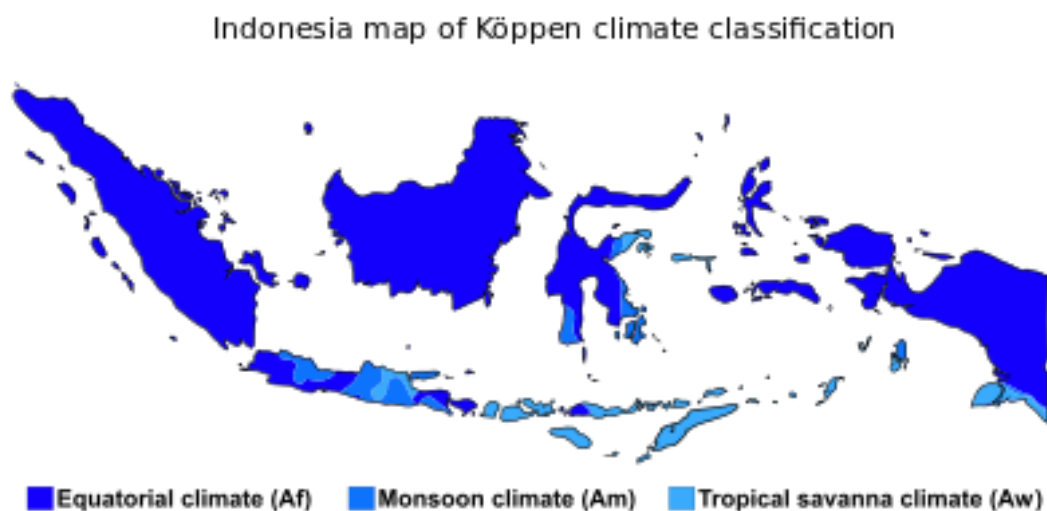 Indonesia map of Köppen climate classification
Equatorial climate (Af) Monsoon climate (Am) Tropical savanna climate (Aw)